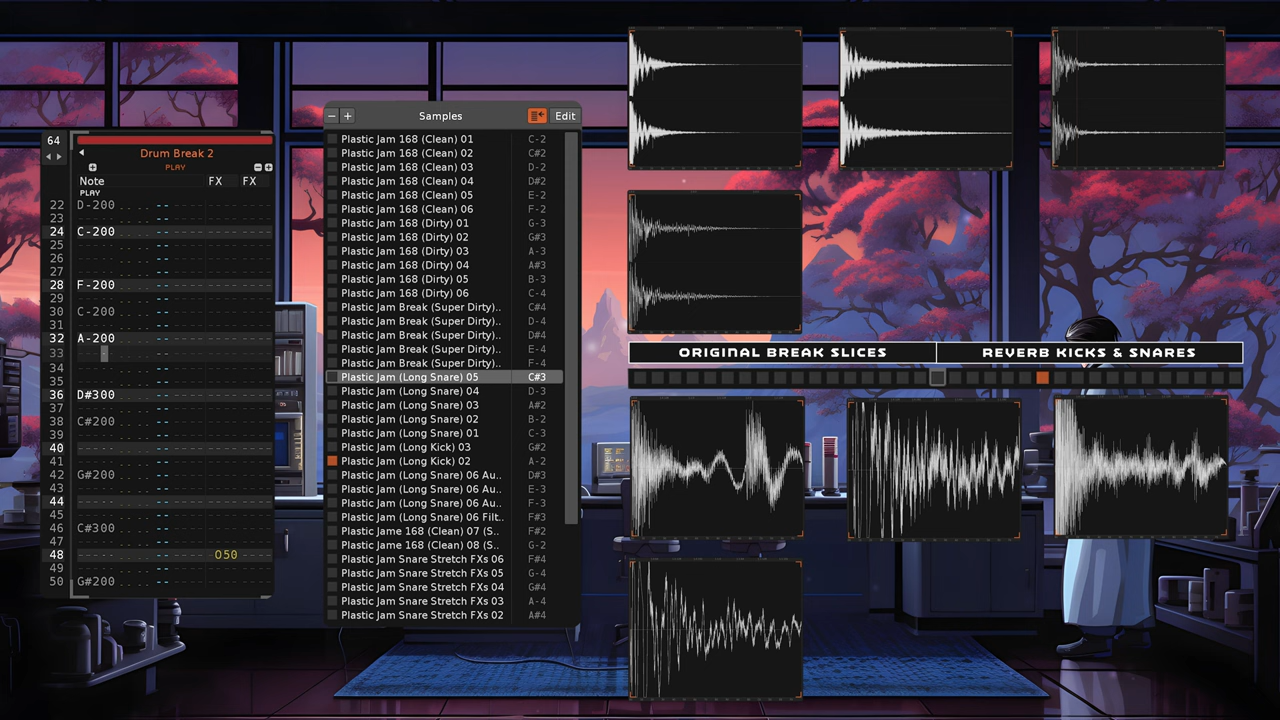 64
Drum Break 2
PLAY
Note FX FX
PLAY
22 D-200
23
24 C-200
25
26
27
28 F-200
29
30 C-200
31
32 A-200
33
34
35
36 D#300
37
38 C#200
39
40
41
42 G#200
43
44
45
46 C#300
47
48 050
49
50 G#200
Samples Edit
Plastic Jam 168 (Clean) 01 C-2
Plastic Jam 168 (Clean) 02 C#2
Plastic Jam 168 (Clean) 03 D-2
Plastic Jam 168 (Clean) 04 D#2
Plastic Jam 168 (Clean) 05 E-2
Plastic Jam 168 (Clean) 06 F-2
Plastic Jam 168 (Dirty) 01 G-3
Plastic Jam 168 (Dirty) 02 G#3
Plastic Jam 168 (Dirty) 03 A-3
Plastic Jam 168 (Dirty) 04 A#3
Plastic Jam 168 (Dirty) 05 B-3
Plastic Jam 168 (Dirty) 06 C-4
Plastic Jam Break (Super Dirty).. C#4
Plastic Jam Break (Super Dirty).. D-4
Plastic Jam Break (Super Dirty).. D#4
Plastic Jam Break (Super Dirty).. E-4
Plastic Jam Break (Super Dirty).. F-4
Plastic Jam (Long Snare) 05 C#3
Plastic Jam (Long Snare) 04 D-3
Plastic Jam (Long Snare) 03 A#2
Plastic Jam (Long Snare) 02 B-2
Plastic Jam (Long Snare) 01 C-3
Plastic Jam (Long Kick) 03 G#2
Plastic Jam (Long Kick) 02 A-2
Plastic Jam (Long Snare) 06 Au.. D#3
Plastic Jam (Long Snare) 06 Au.. E-3
Plastic Jam (Long Snare) 06 Au.. F-3
Plastic Jam (Long Snare) 06 Filt.. F#3
Plastic Jame 168 (Clean) 07 (S.. F#2
Plastic Jame 168 (Clean) 08 (S.. G-2
Plastic Jam Snare Stretch FXs 06 F#4
Plastic Jam Snare Stretch FXs 05 G-4
Plastic Jam Snare Stretch FXs 04 G#4
Plastic Jam Snare Stretch FXs 03 A-4
Plastic Jam Snare Stretch FXs 02 A#4
ORIGINAL BREAK SLICES REVERB KICKS & SNARES